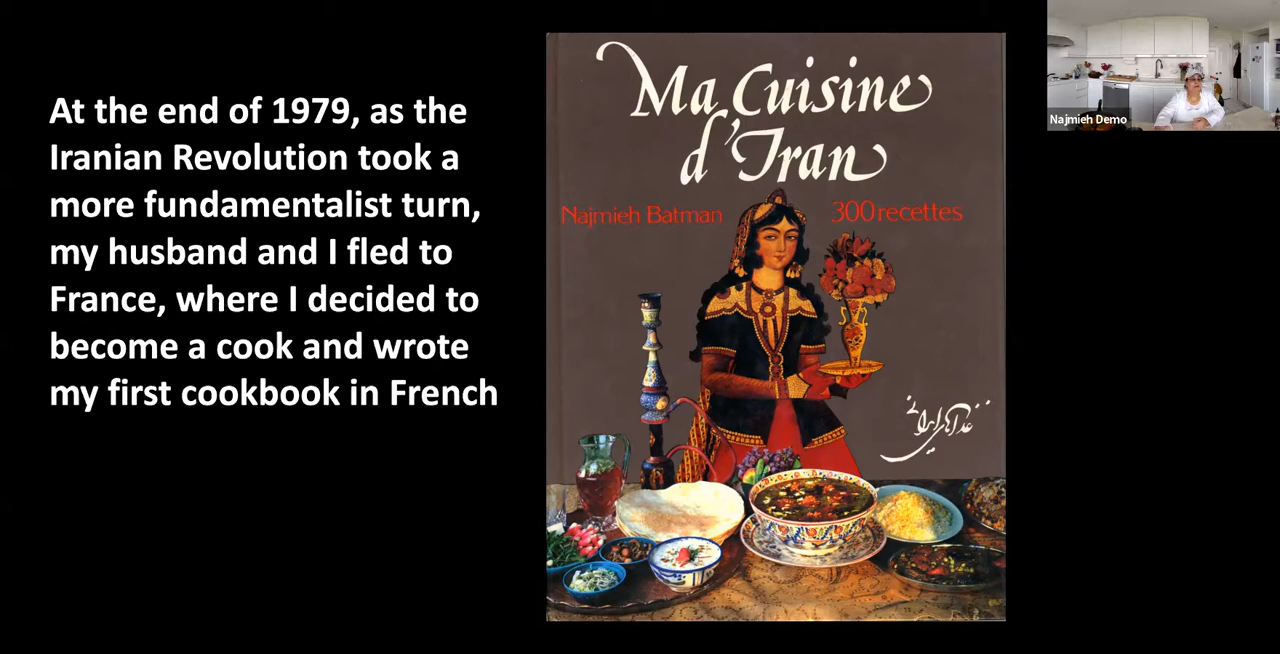 At the end of 1979, as the
Iranian Revolution took a
more fundamentalist turn,
my husband and I fled to
France, where I decided to
become a cook and wrote
my first cookbook in French
Ma Cuisine
d'Iran
Najmieh Batman
300 recettes
غذاهای ایرانی
Najmieh Demo